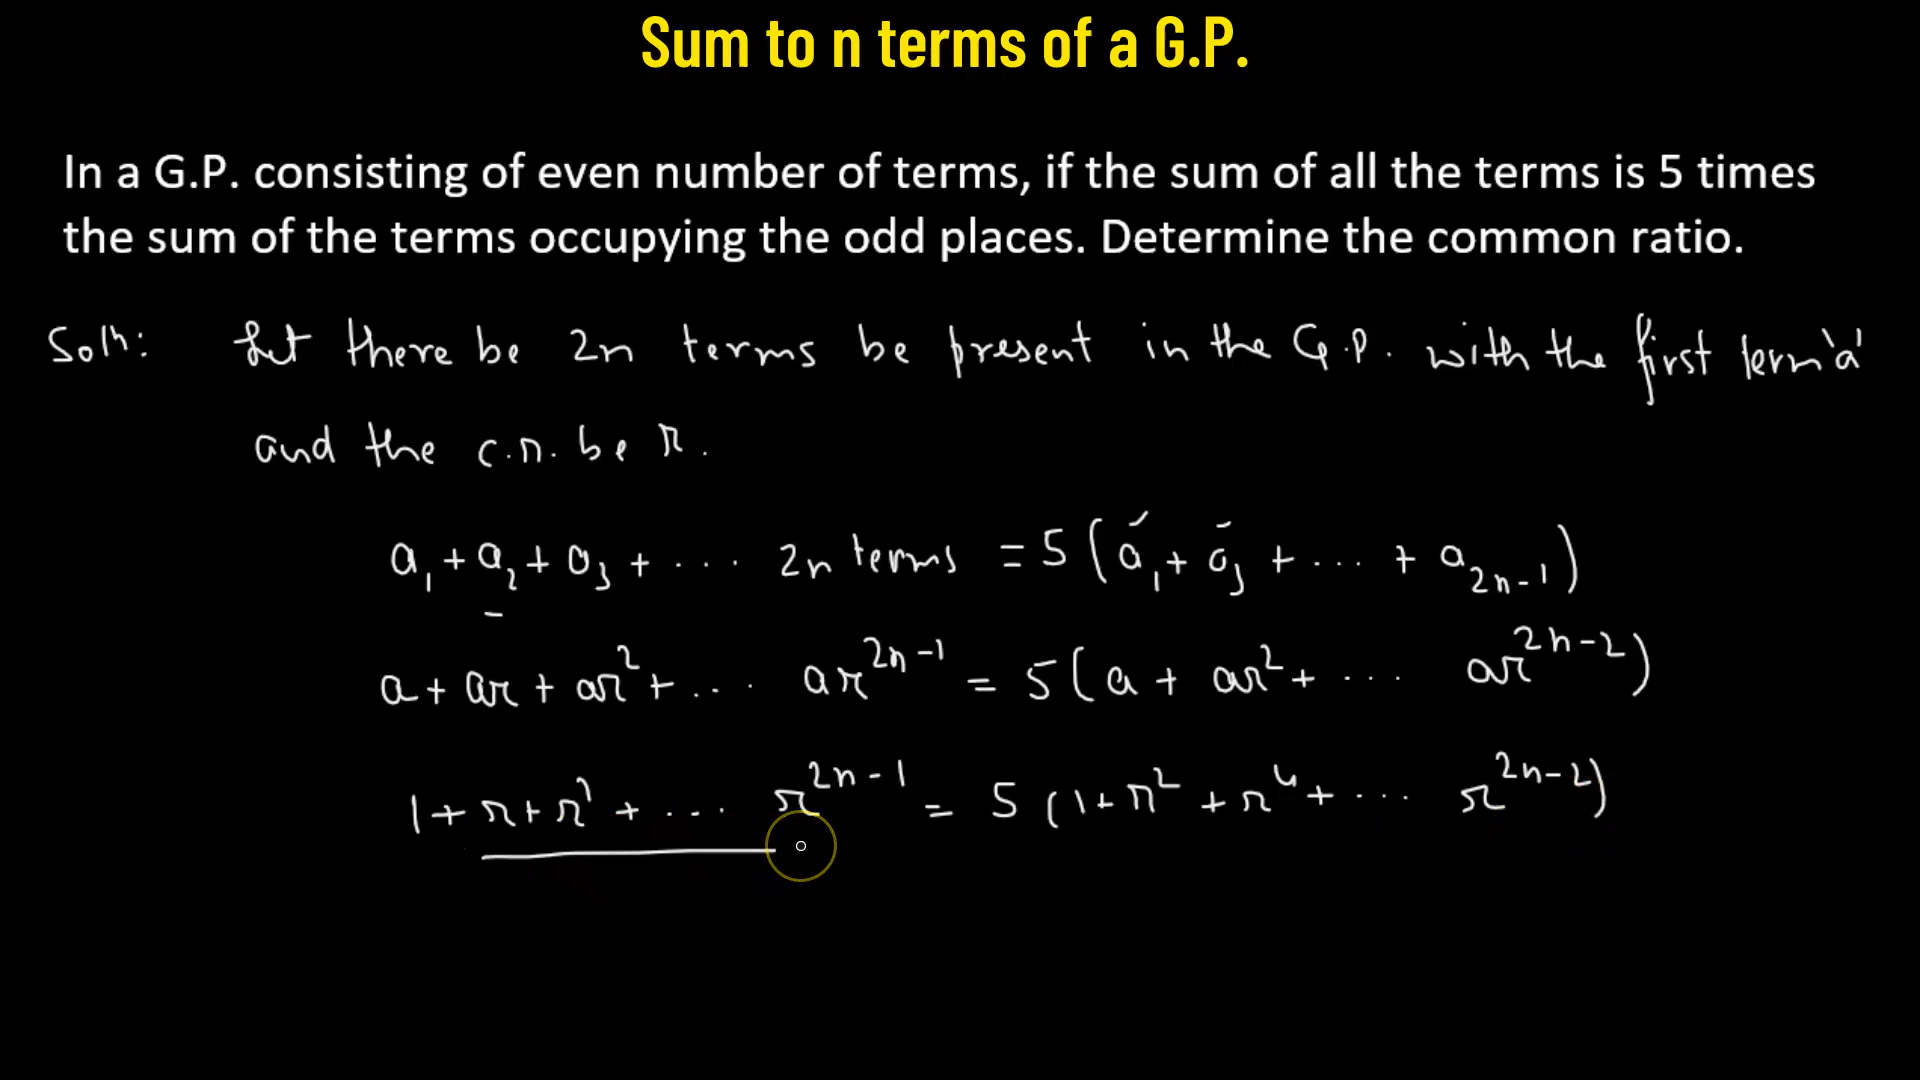 Sum to n terms of a G.P.
In a G.P. consisting of even number of terms, if the sum of all the terms is 5 times
the sum of the terms occupying the odd places. Determine the common ratio.
Solⁿ: Let there be 2n terms be present in the G.P. with the first term 'a'
and the c.r. be r.
a₁ + a₂ + a₃ + ... 2n terms = 5 (a₁ + a₃ + ... + a₂ₙ₋₁)
a + ar + ar² + ... ar²ⁿ⁻¹ = 5 (a + ar² + ... ar²ⁿ⁻²)
1 + r + r² + ... r²ⁿ⁻¹ = 5 (1 + r² + r⁴ + ... r²ⁿ⁻²)